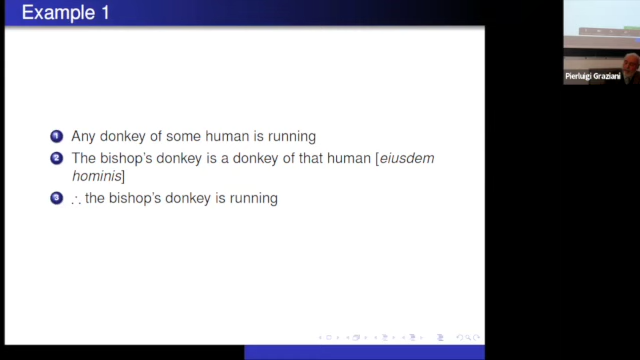 Example 1
1 Any donkey of some human is running
2 The bishop's donkey is a donkey of that human [eiusdem
hominis]
3 ∴ the bishop's donkey is running
Pierluigi Graziani